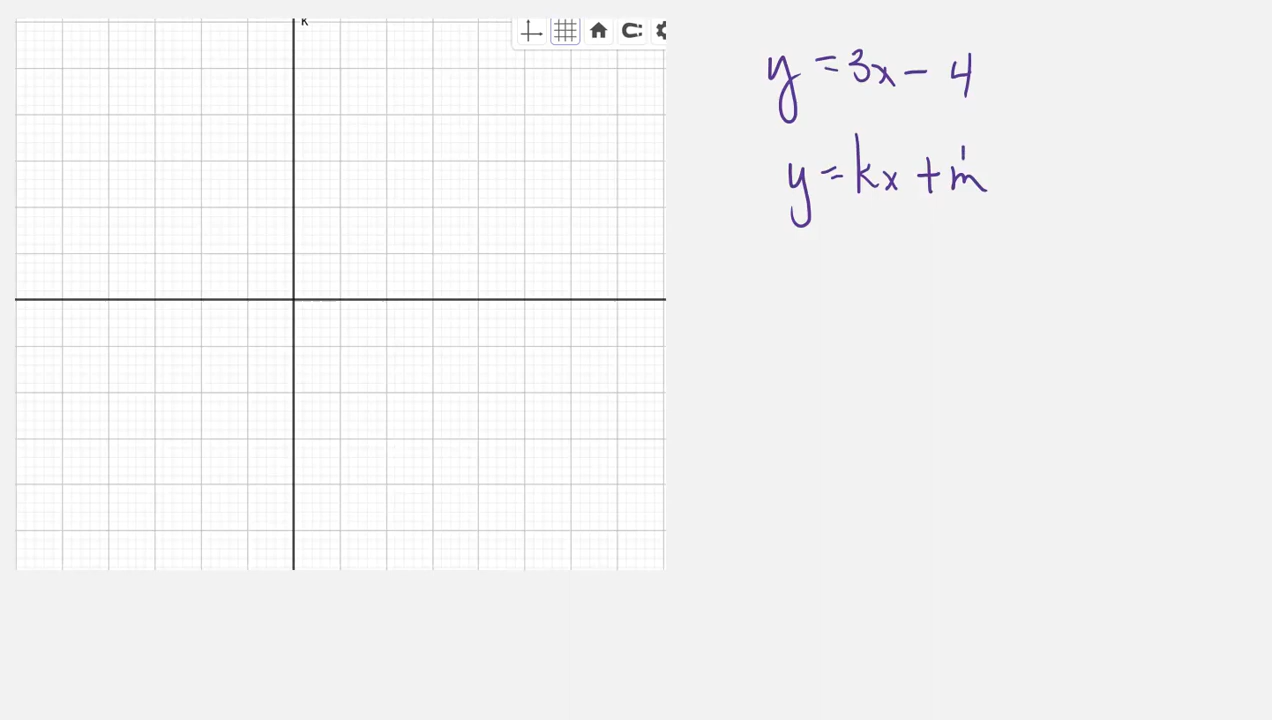 K
y = 3x - 4
y = kx + m